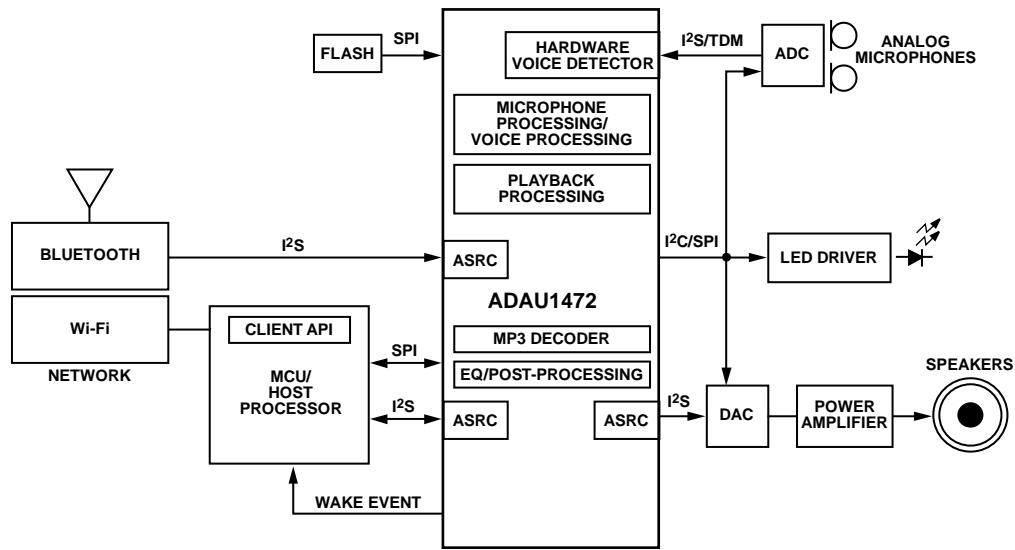 FLASH
SPI
HARDWARE
VOICE DETECTOR
I2S/TDM
ADC
ANALOG
MICROPHONES
MICROPHONE
PROCESSING/
VOICE PROCESSING
PLAYBACK
PROCESSING
BLUETOOTH
I2S
ASRC
I2C/SPI
LED DRIVER
ADAU1472
Wi-Fi
NETWORK
CLIENT API
MCU/
HOST
PROCESSOR
SPI
I2S
MP3 DECODER
EQ/POST-PROCESSING
ASRC
ASRC
I2S
DAC
POWER
AMPLIFIER
SPEAKERS
WAKE EVENT